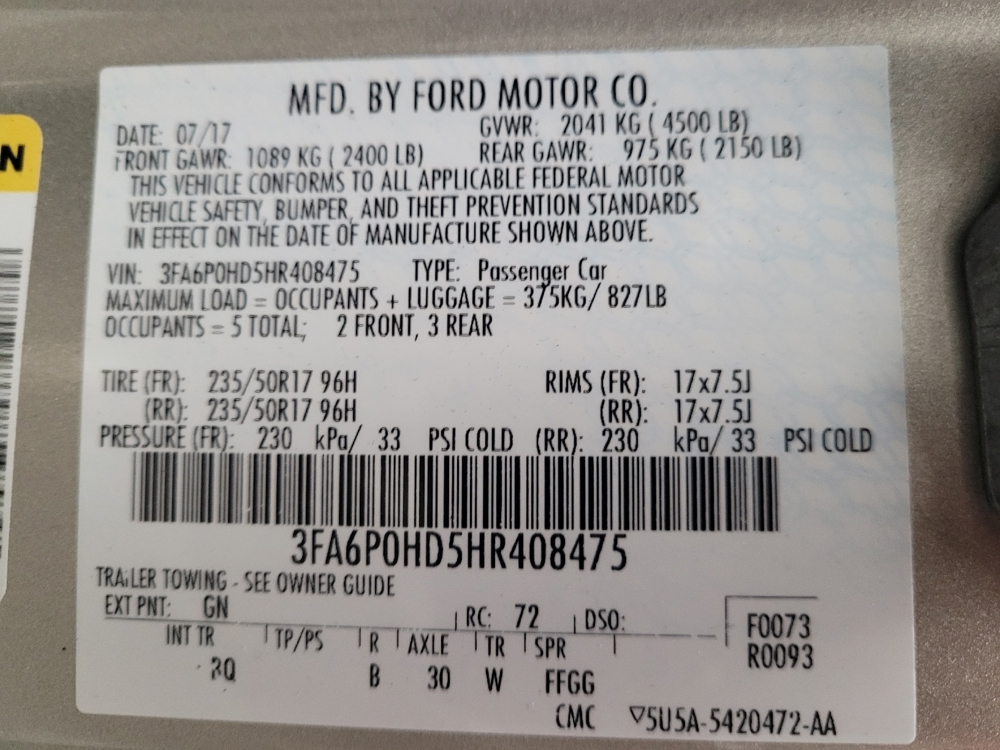 MFD. BY FORD MOTOR CO.
DATE: 07/17 GVWR: 2041 KG ( 4500 LB)
FRONT GAWR: 1089 KG ( 2400 LB) REAR GAWR: 975 KG ( 2150 LB)
THIS VEHICLE CONFORMS TO ALL APPLICABLE FEDERAL MOTOR
VEHICLE SAFETY, BUMPER, AND THEFT PREVENTION STANDARDS
IN EFFECT ON THE DATE OF MANUFACTURE SHOWN ABOVE.
VIN: 3FA6P0HD5HR408475 TYPE: Passenger Car
MAXIMUM LOAD = OCCUPANTS + LUGGAGE = 375KG/ 827LB
OCCUPANTS = 5 TOTAL; 2 FRONT, 3 REAR
TIRE (FR): 235/50R17 96H RIMS (FR): 17x7.5J
(RR): 235/50R17 96H (RR): 17x7.5J
PRESSURE (FR): 230 kPa/ 33 PSI COLD (RR): 230 kPa/ 33 PSI COLD
3FA6P0HD5HR408475
TRAILER TOWING - SEE OWNER GUIDE
EXT PNT: GN RC: 72 DSO: F0073
INT TR TP/PS R AXLE TR SPR R0093
B 30 W FFGG
CMC ▽5U5A-5420472-AA
N